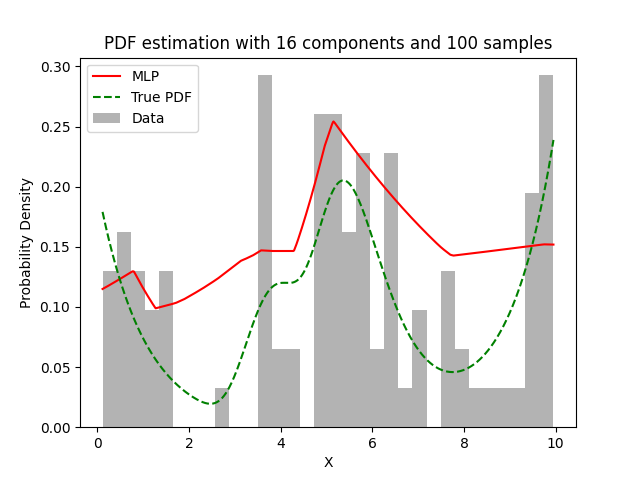 PDF estimation with 16 components and 100 samples
MLP
True PDF
Data
Probability Density
0.30
0.25
0.20
0.15
0.10
0.05
0.00
0 2 4 6 8 10
X